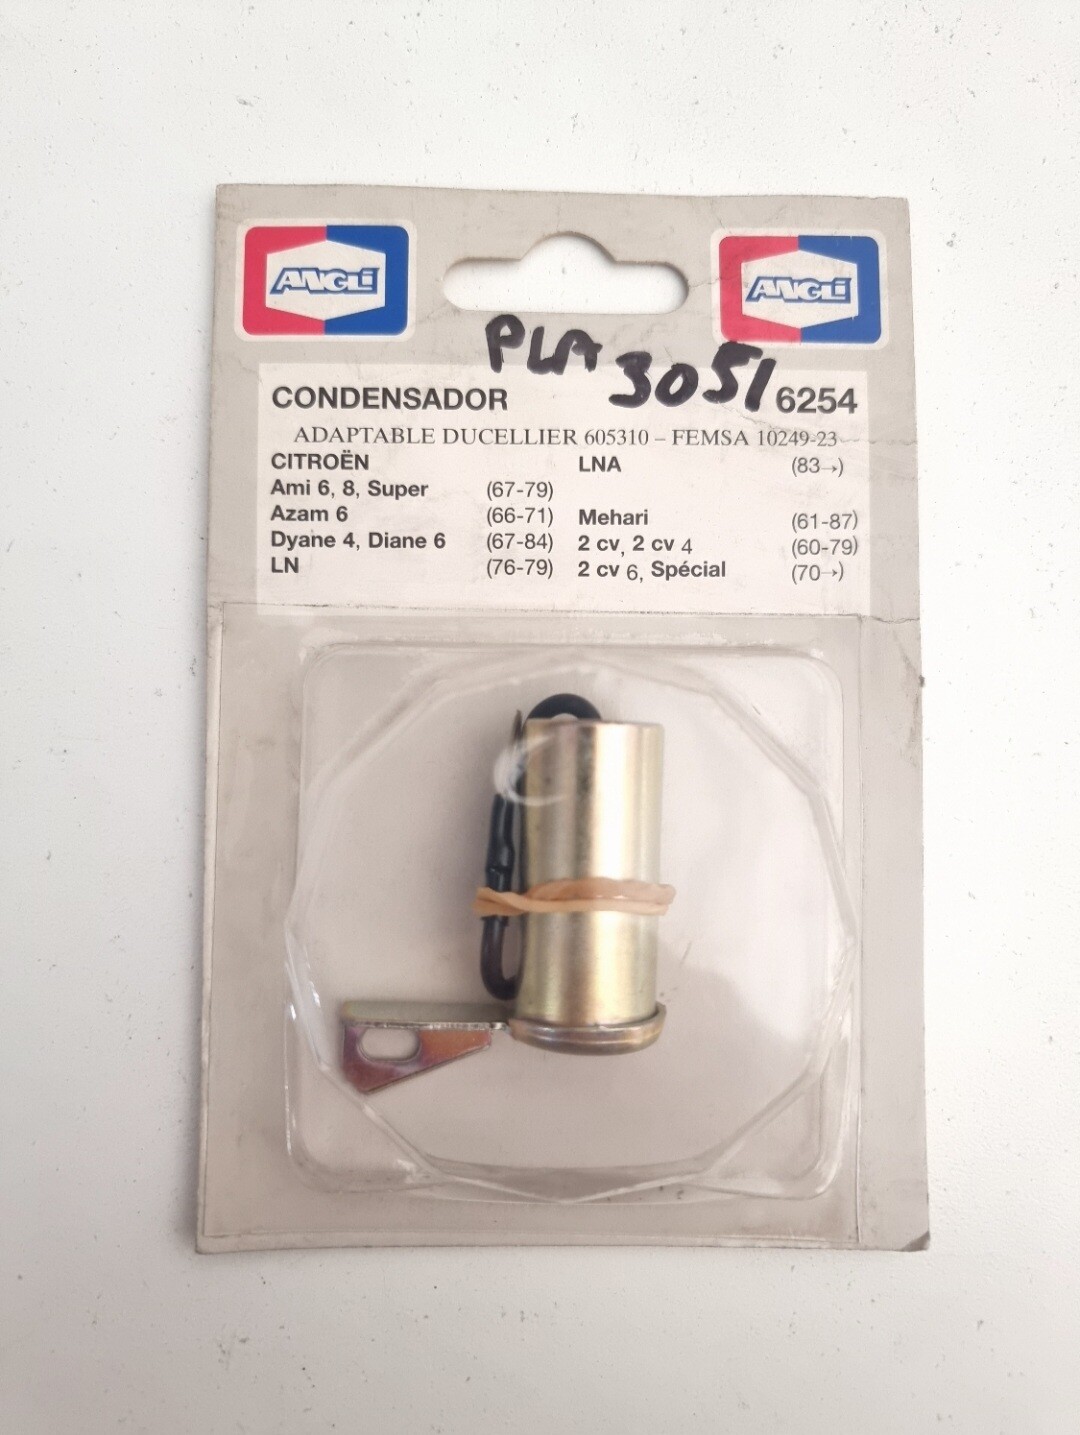 ANGLi
ANGLi
PLA 3051
CONDENSADOR 6254
ADAPTABLE DUCELLIER 605310 – FEMSA 10249-23
CITROËN
Ami 6, 8, Super (67-79)
Azam 6 (66-71)
Dyane 4, Diane 6 (67-84)
LN (76-79)
LNA (83→)
Mehari (61-87)
2 cv, 2 cv 4 (60-79)
2 cv 6, Spécial (70→)